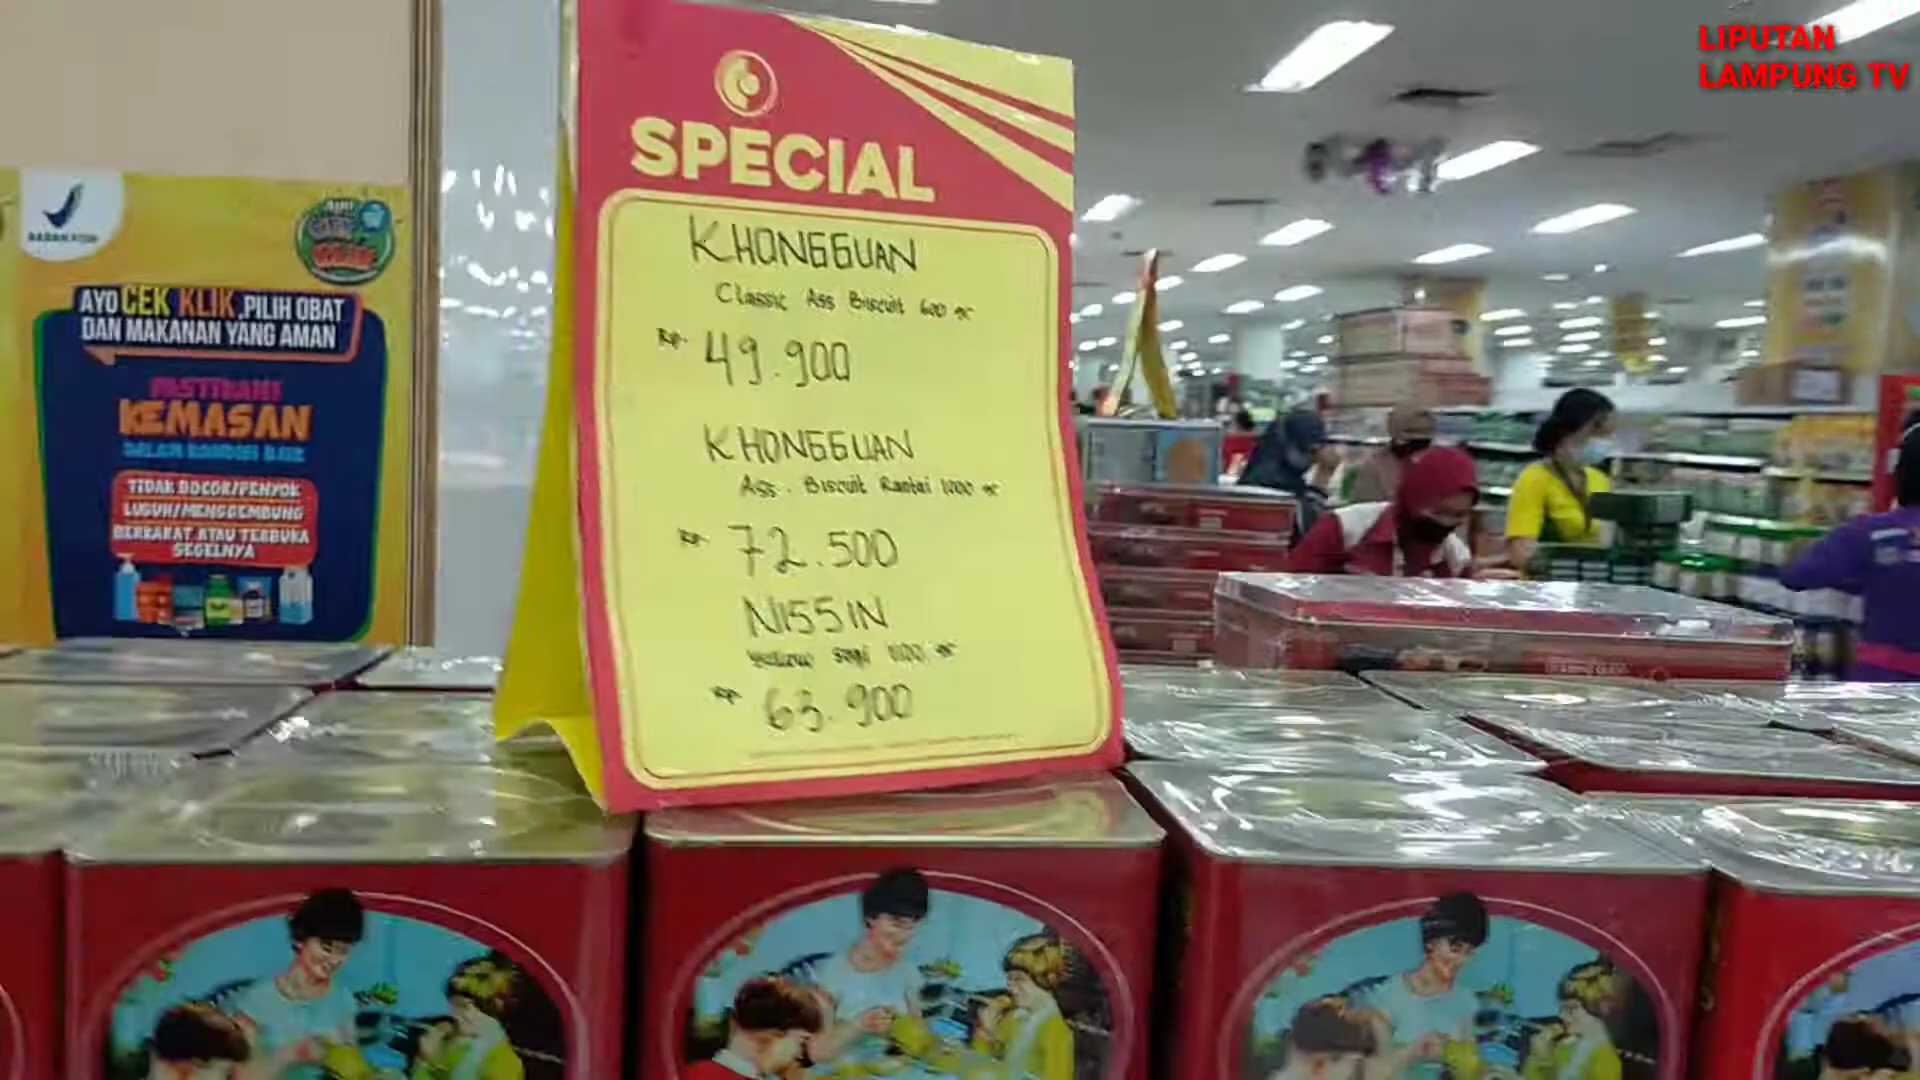 LIPUTAN
LAMPUNG TV
SPECIAL
KHONGGUAN
Classic Ass Biscuit 600 gr
Rp. 49.900
KHONGGUAN
Ass. Biscuit Rantai 1000 gr
Rp. 72.500
NISSIN
Rp. 63.900
AYO CEK KLIK, PILIH OBAT
DAN MAKANAN YANG AMAN
PASTIKAN!
KEMASAN
DALAM KONDISI BAIK
TIDAK BOCOR/PENYOK
LUSUH/MENGGEMBUNG
BERKARAT ATAU TERBUKA
SEGELNYA